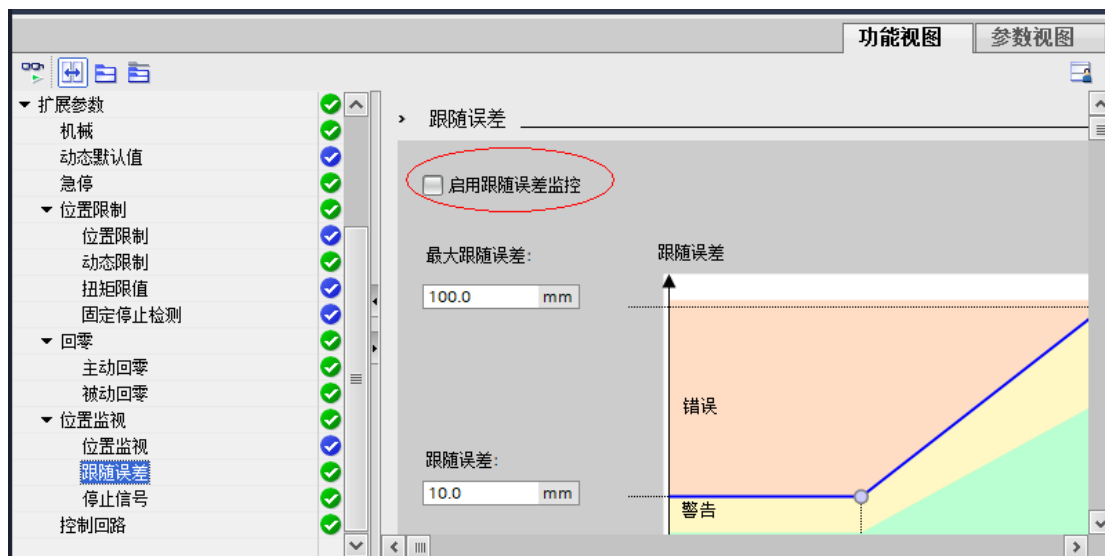 功能视图
参数视图
扩展参数
机械
动态默认值
急停
位置限制
位置限制
动态限制
扭矩限值
固定停止检测
回零
主动回零
被动回零
位置监视
位置监视
跟随误差
停止信号
控制回路
跟随误差
启用跟随误差监控
最大跟随误差:
100.0 mm
跟随误差:
10.0 mm
跟随误差
错误
警告